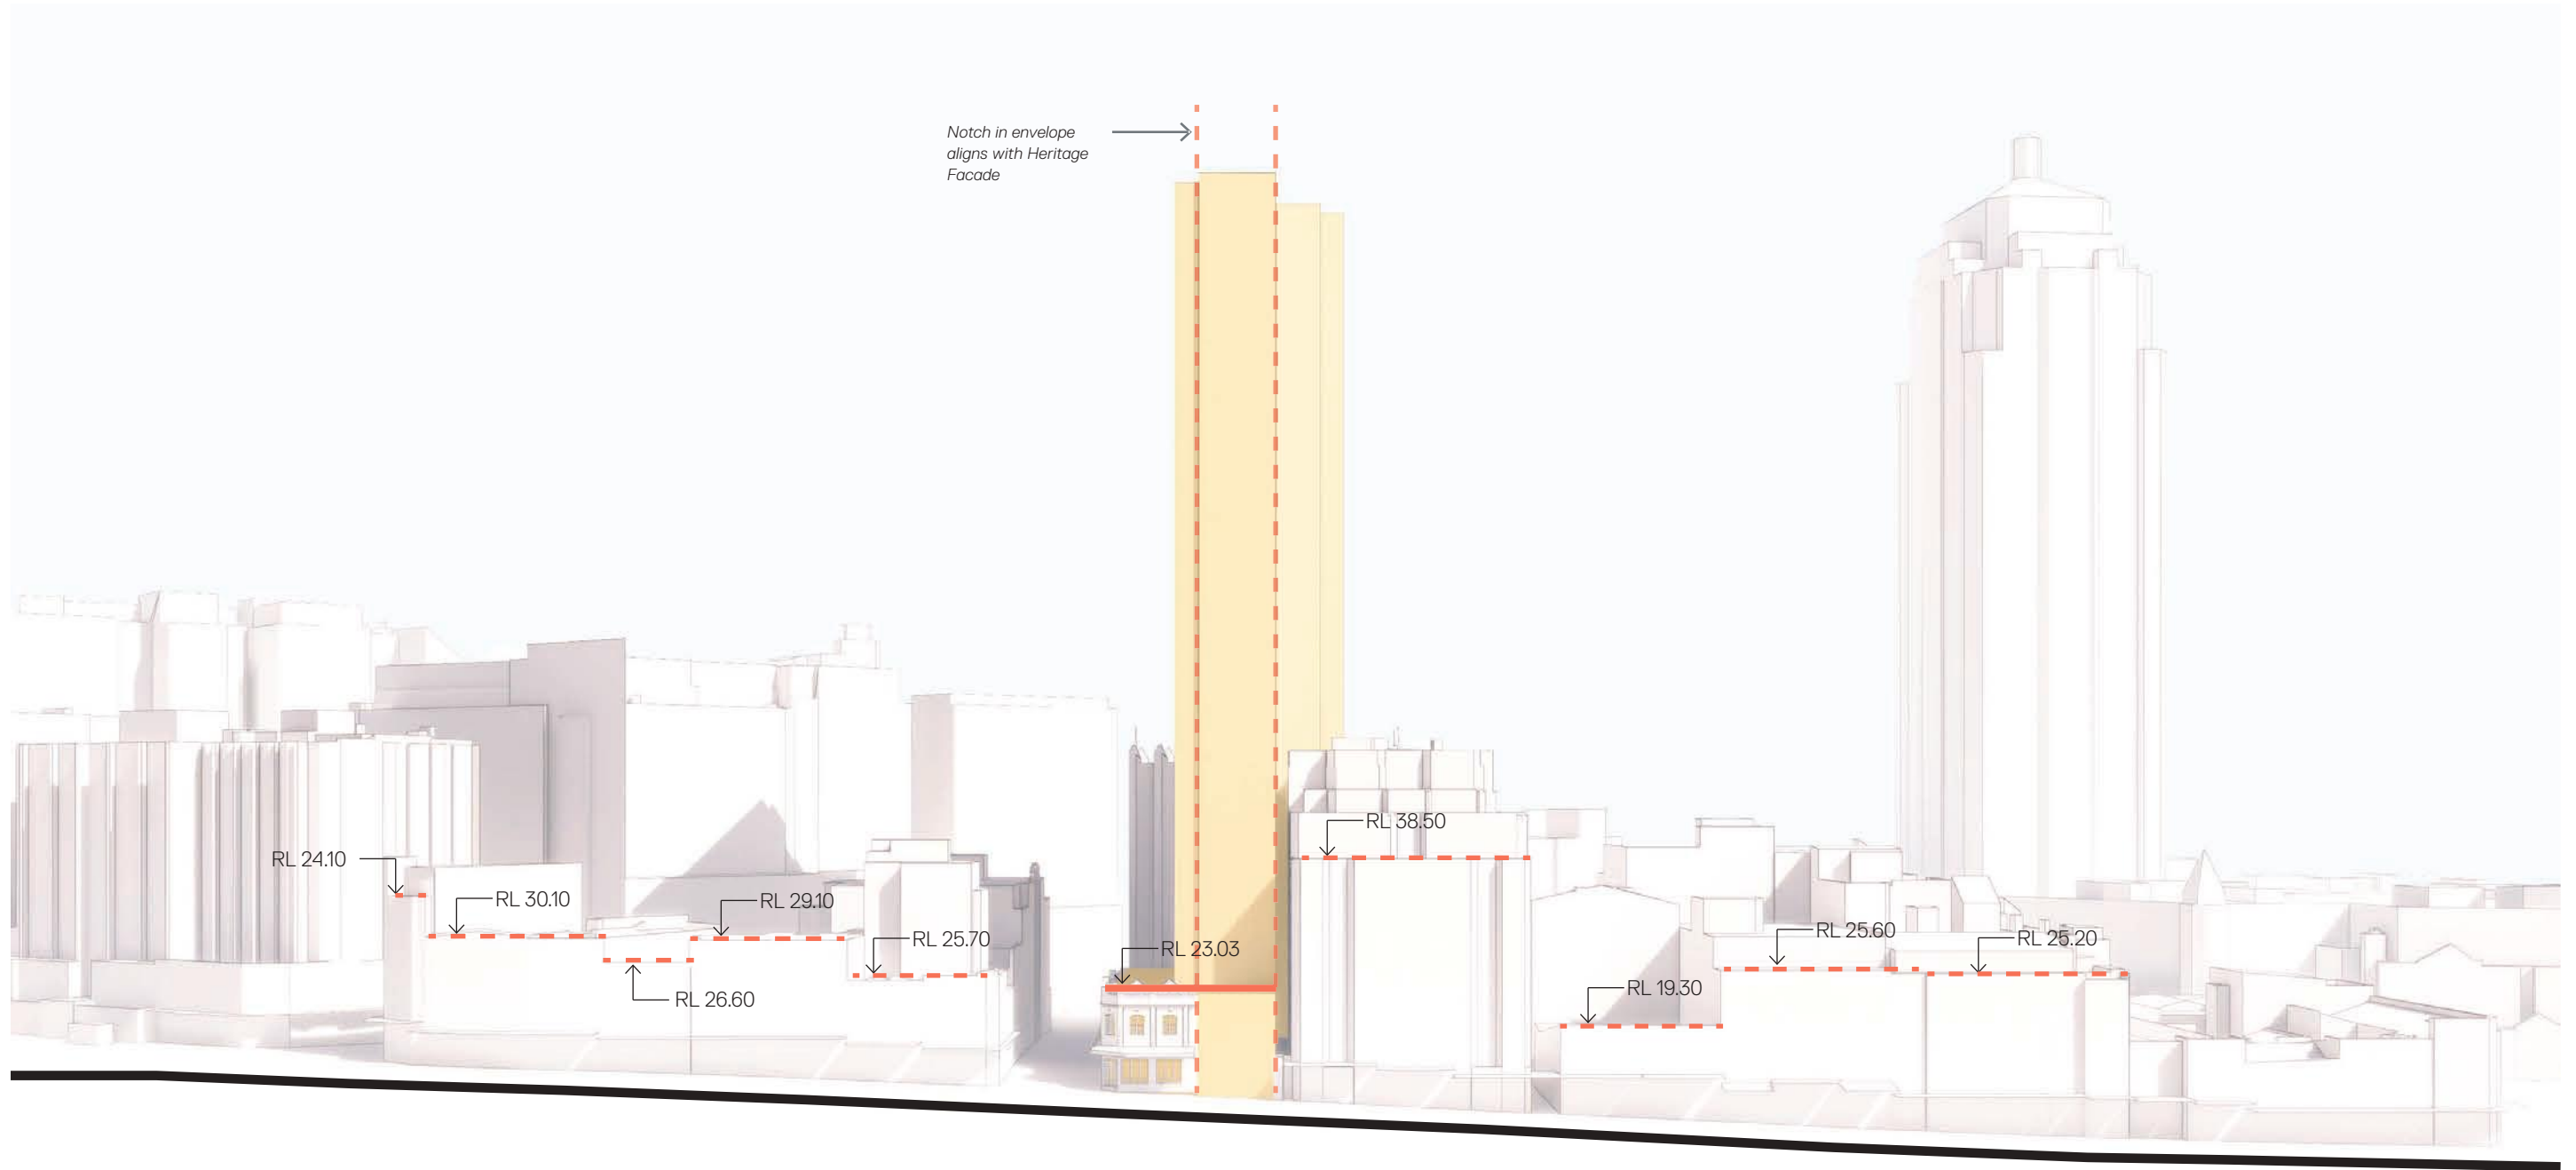 Notch in envelope
aligns with Heritage
Facade
RL 38.50
RL 24.10
RL 30.10
RL 29.10
RL 25.70
RL 23.03
RL 25.60
RL 25.20
RL 26.60
RL 19.30